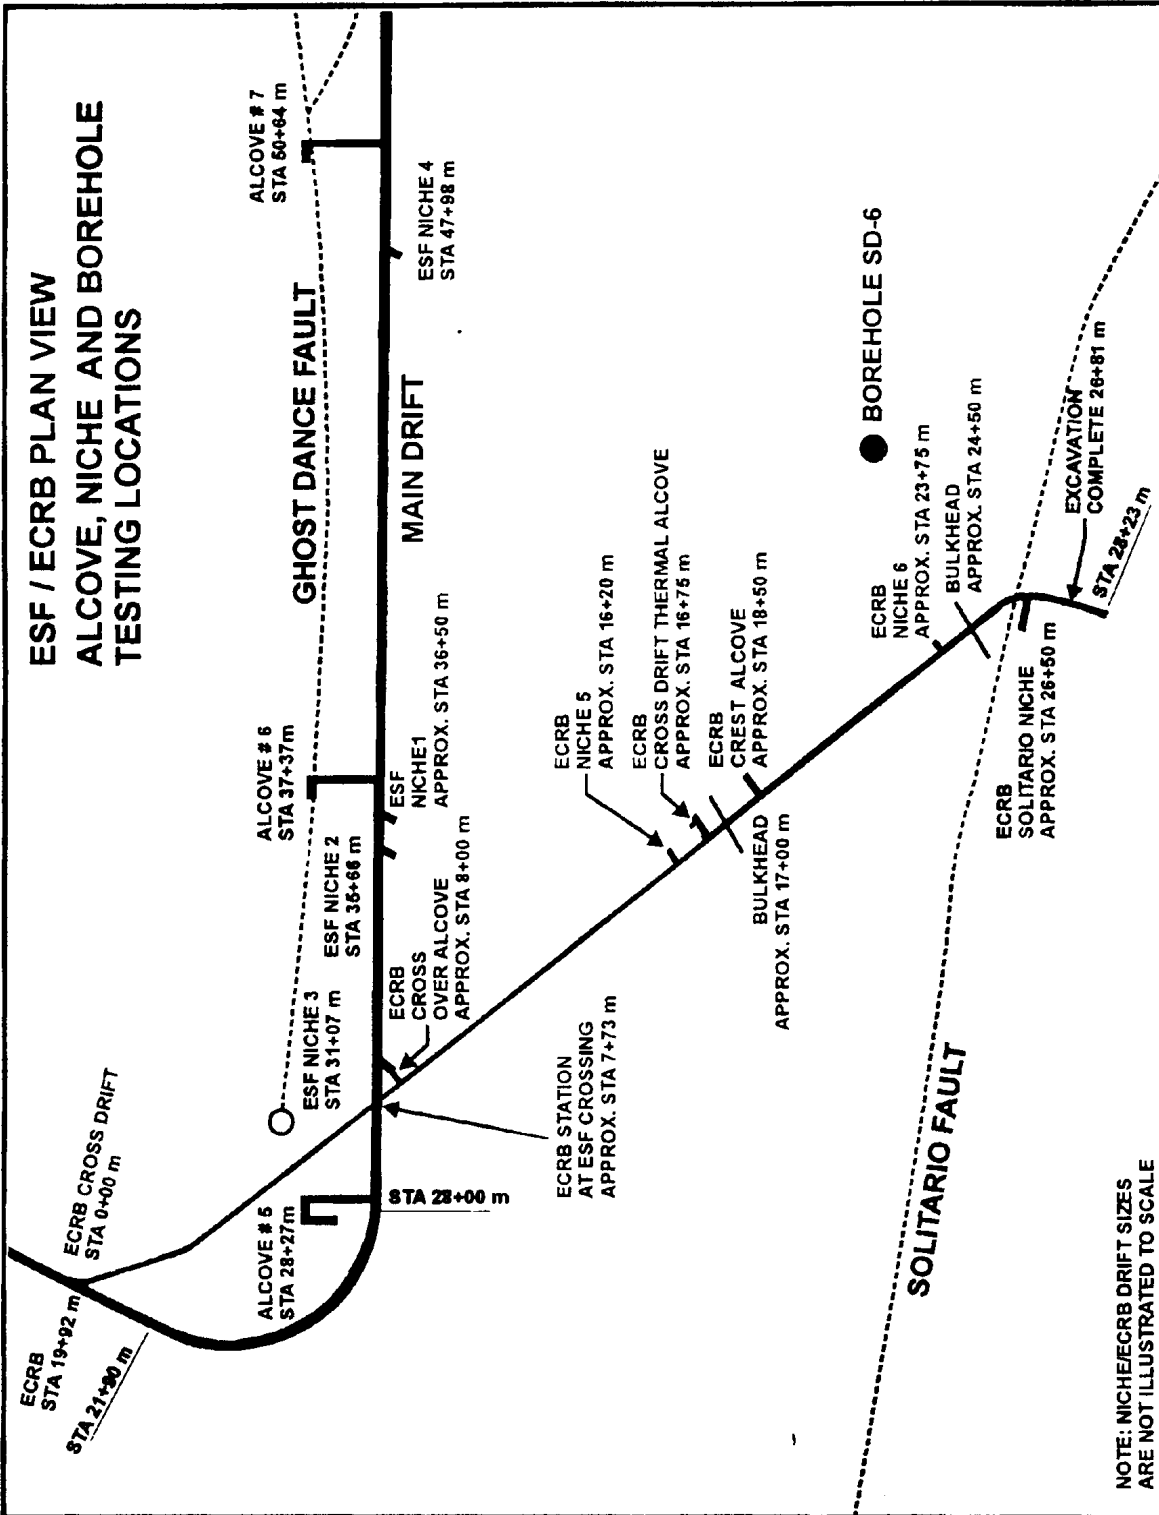 ESF / ECRB PLAN VIEW
ALCOVE, NICHE AND BOREHOLE
TESTING LOCATIONS
ECRB
STA 19+92 m
STA 21+90 m
ECRB CROSS DRIFT
STA 0+00 m
ALCOVE # 5
STA 28+27m
STA 28+00 m
ESF NICHE 3
STA 31+07 m
ESF NICHE 2
STA 35+66 m
ALCOVE # 6
STA 37+37m
GHOST DANCE FAULT
ALCOVE # 7
STA 50+64 m
ECRB
CROSS
OVER ALCOVE
APPROX. STA 8+00 m
ESF
NICHE1
APPROX. STA 36+50 m
MAIN DRIFT
ESF NICHE 4
STA 47+98 m
ECRB STATION
AT ESF CROSSING
APPROX. STA 7+73 m
ECRB
NICHE 5
APPROX. STA 16+20 m
ECRB
CROSS DRIFT THERMAL ALCOVE
APPROX. STA 16+75 m
ECRB
CREST ALCOVE
APPROX. STA 18+50 m
BULKHEAD
APPROX. STA 17+00 m
BOREHOLE SD-6
ECRB
NICHE 6
APPROX. STA 23+75 m
BULKHEAD
APPROX. STA 24+50 m
SOLITARIO FAULT
ECRB
SOLITARIO NICHE
APPROX. STA 26+50 m
EXCAVATION
COMPLETE 26+81 m
STA 28+23 m
NOTE: NICHE/ECRB DRIFT SIZES
ARE NOT ILLUSTRATED TO SCALE